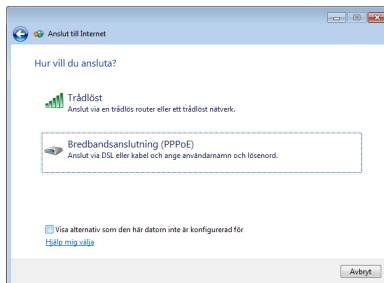 Anslut till Internet
Hur vill du ansluta?
Trådlöst
Anslut via en trådlös router eller ett trådlöst nätverk.
Bredbandsanslutning (PPPoE)
Anslut via DSL eller kabel och ange användarnamn och lösenord.
Visa alternativ som den här datorn inte är konfigurerad för
Hjälp mig välja
Avbryt